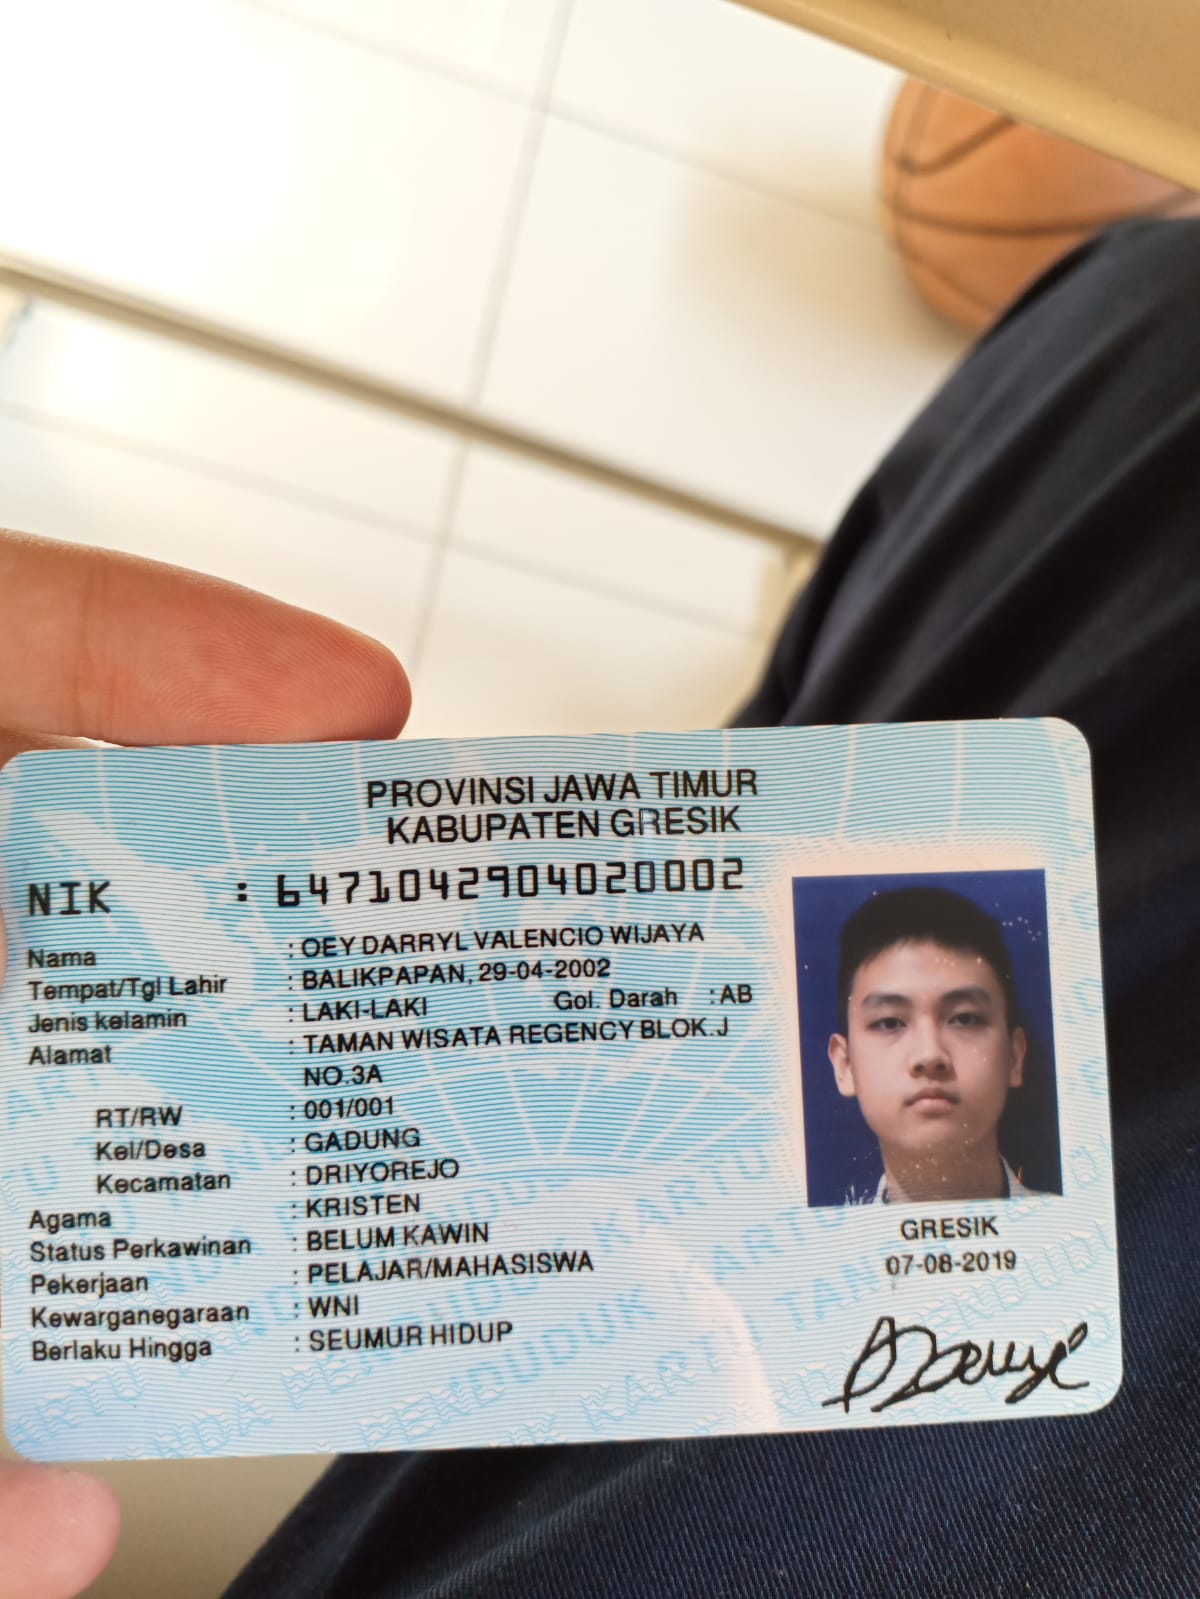 PROVINSI JAWA TIMUR
KABUPATEN GRESIK
NIK : 6471042904020002
Nama : OEY DARRYL VALENCIO WIJAYA
Tempat/Tgl Lahir : BALIKPAPAN, 29-04-2002
Jenis kelamin : LAKI-LAKI Gol. Darah : AB
Alamat : TAMAN WISATA REGENCY BLOK.J
NO.3A
RT/RW : 001/001
Kel/Desa : GADUNG
Kecamatan : DRIYOREJO
Agama : KRISTEN
Status Perkawinan : BELUM KAWIN
Pekerjaan : PELAJAR/MAHASISWA
Kewarganegaraan : WNI
Berlaku Hingga : SEUMUR HIDUP
GRESIK
07-08-2019